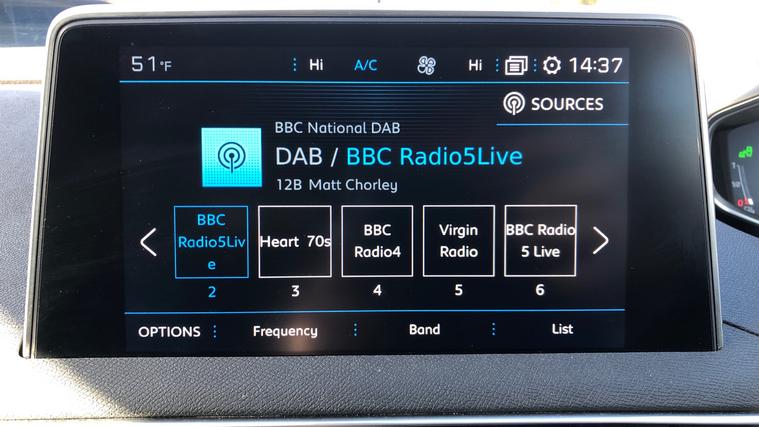 51°F Hi A/C Hi 14:37
SOURCES
BBC National DAB
DAB / BBC Radio5Live
12B Matt Chorley
BBC
Radio5Liv
e
Heart 70s
BBC
Radio4
Virgin
Radio
BBC Radio
5 Live
2 3 4 5 6
OPTIONS Frequency Band List